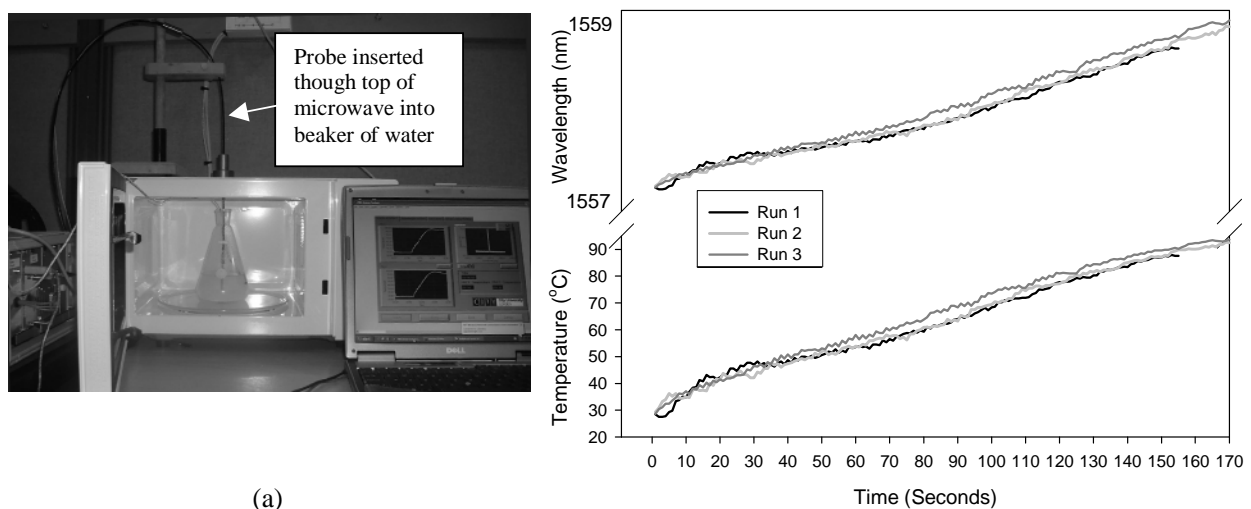 Probe inserted
though top of
microwave into
beaker of water
DELL
(a)
1559
Wavelength (nm)
1557
Run 1
Run 2
Run 3
Temperature (°C)
90
80
70
60
50
40
30
20
0 10 20 30 40 50 60 70 80 90 100 110 120 130 140 150 160 170
Time (Seconds)